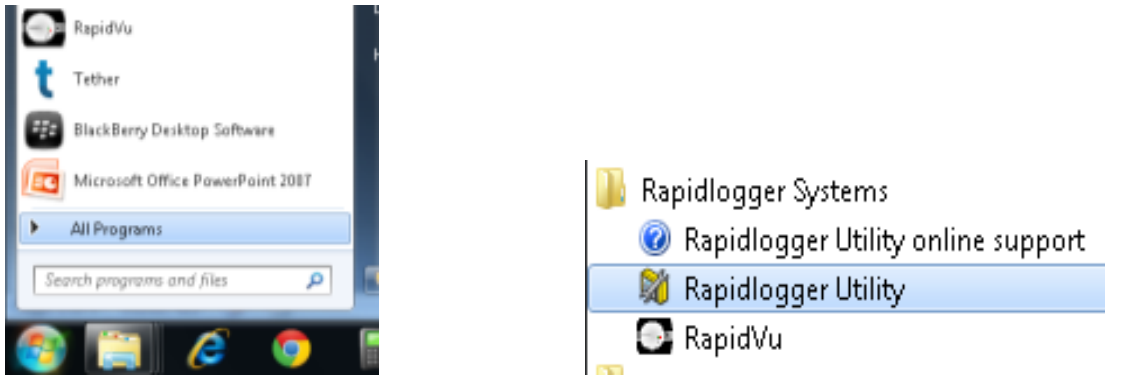 RapidVu
Tether
BlackBerry Desktop Software
Microsoft Office PowerPoint 2007
All Programs
Search programs and files
Rapidlogger Systems
Rapidlogger Utility online support
Rapidlogger Utility
RapidVu